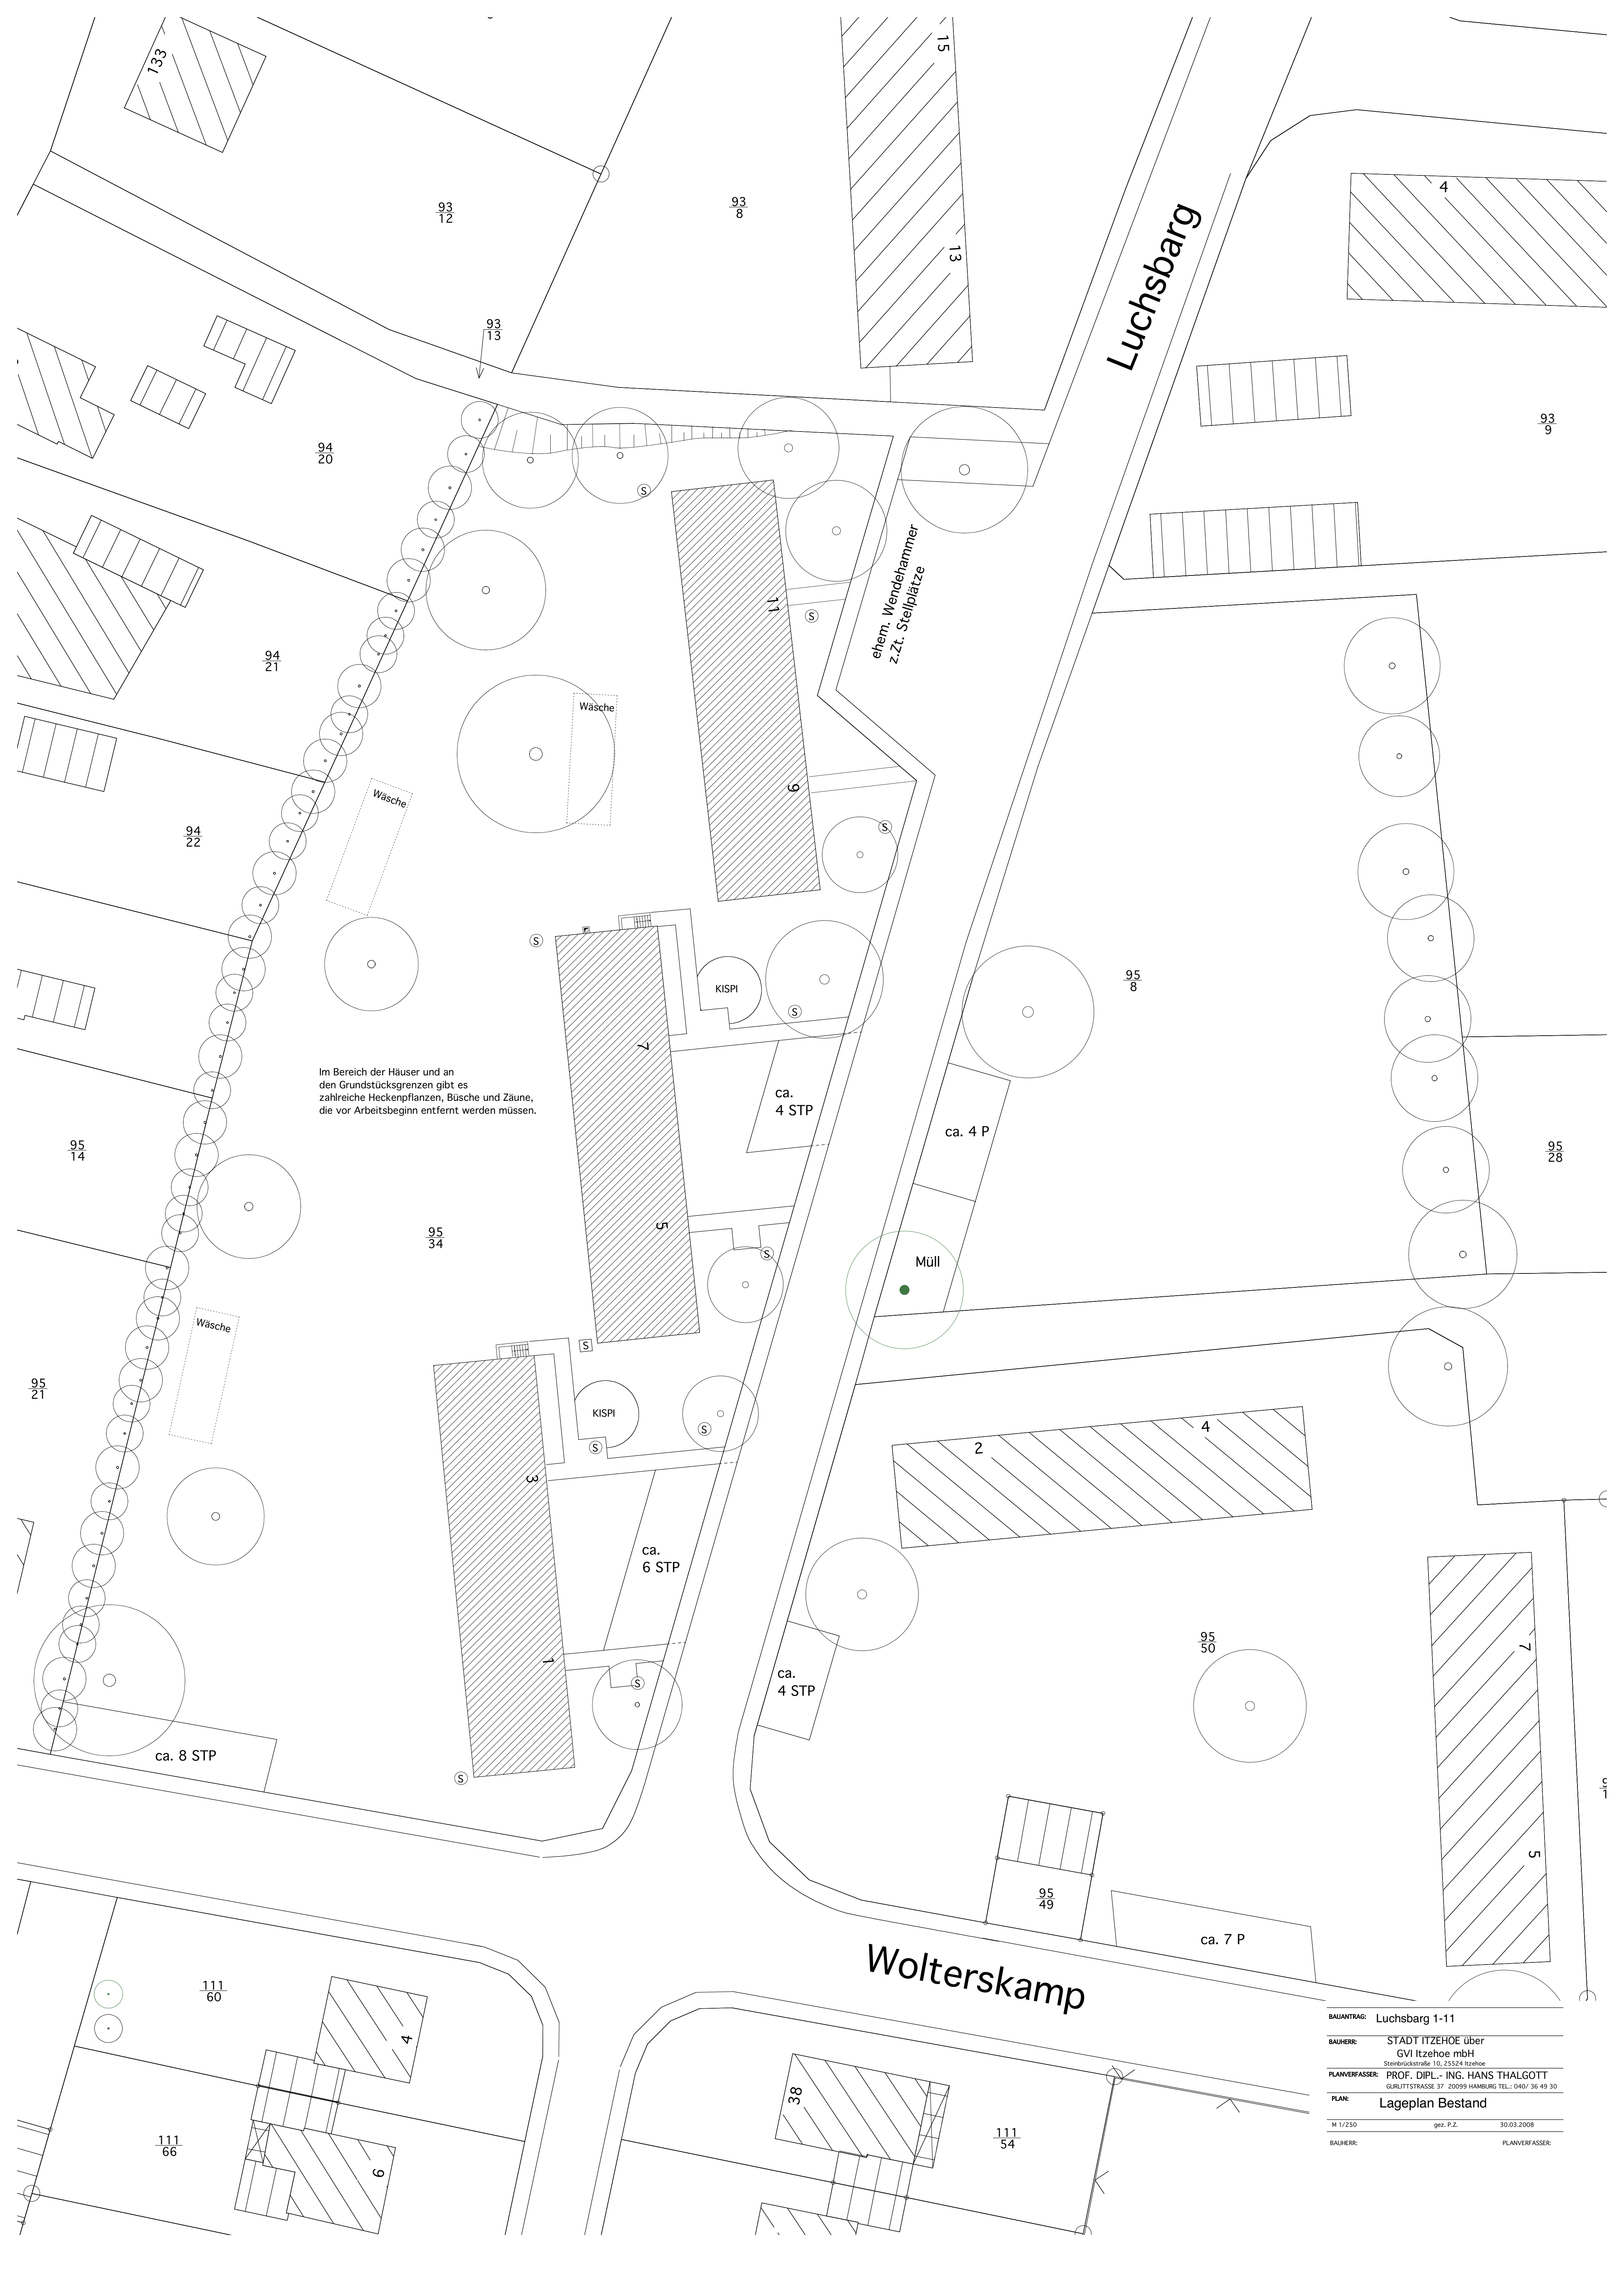 133
15
4
93
12
93
8
13
Luchsbarg
93
13
93
9
94
20
S
ehem. Wendehammer
z.Zt. Stellplätze
11
S
94
21
Wäsche
9
Wäsche
S
94
22
S
KISPI
S
95
8
7
Im Bereich der Häuser und an
den Grundstücksgrenzen gibt es
zahlreiche Heckenpflanzen, Büsche und Zäune,
die vor Arbeitsbeginn entfernt werden müssen.
ca.
4 STP
ca. 4 P
95
14
95
28
95
34
5
S
Müll
Wäsche
S
95
21
KISPI
S
S
2
4
3
ca.
6 STP
95
50
7
1
S
ca.
4 STP
ca. 8 STP
S
5
95
49
ca. 7 P
Wolterskamp
111
60
4
38
111
54
111
66
6
BAUANTRAG: Luchsbarg 1-11
BAUHERR: STADT ITZEHOE über
GVI Itzehoe mbH
Steinbrückstraße 10, 25524 Itzehoe
PLANVERFASSER: PROF. DIPL.- ING. HANS THALGOTT
GURLITTSTRASSE 37 20099 HAMBURG TEL.: 040/ 36 49 30
PLAN: Lageplan Bestand
M 1/250 gez. P.Z. 30.03.2008
BAUHERR: PLANVERFASSER: